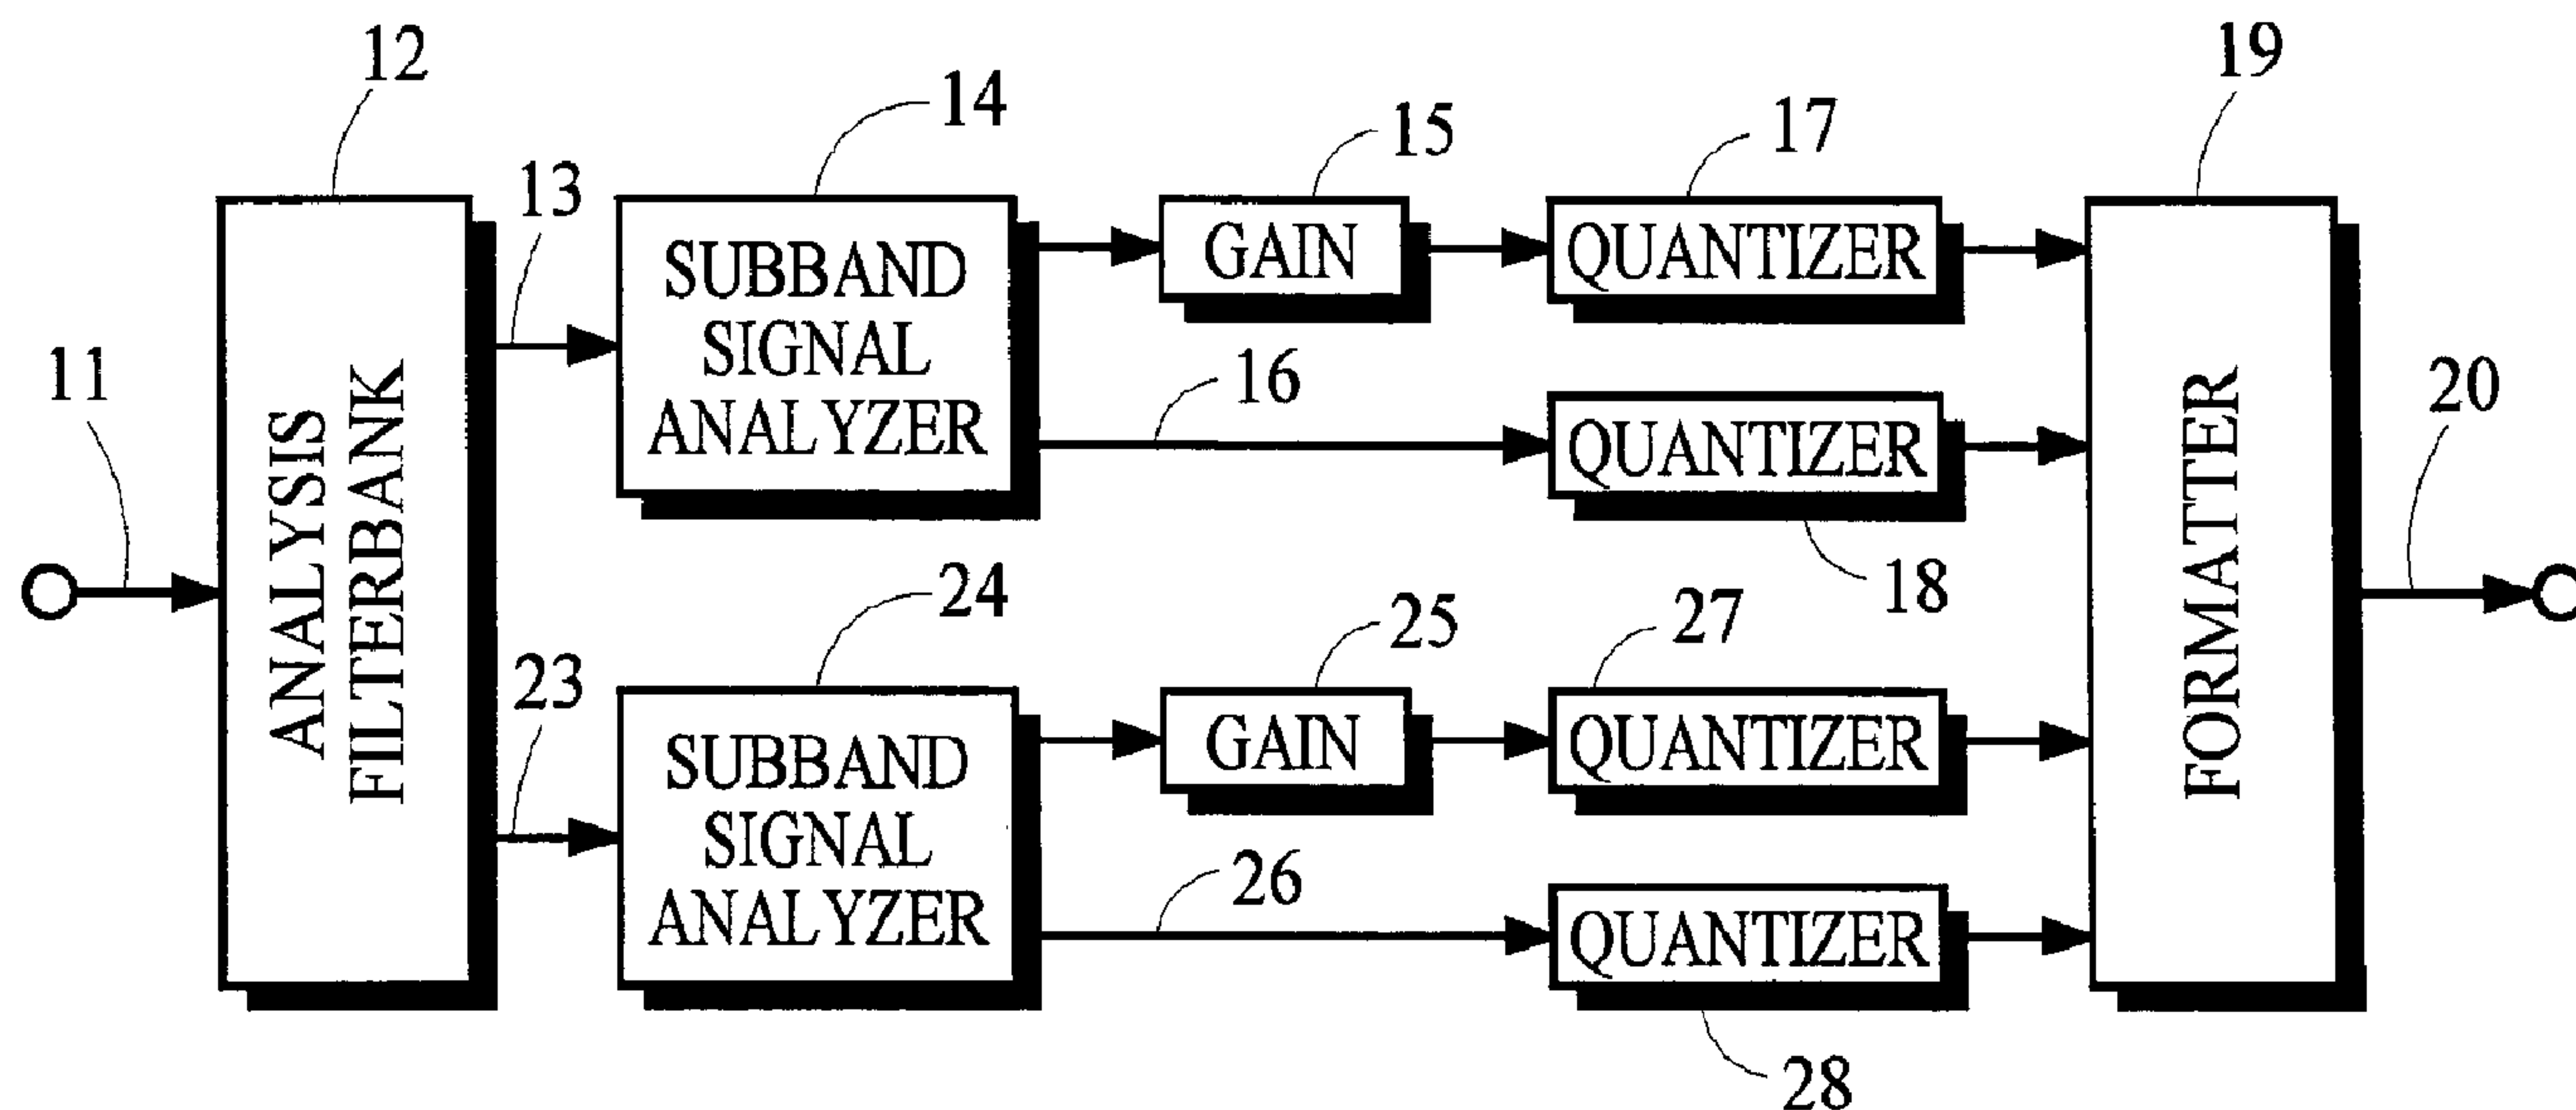 12
19
14
15
17
13
ANALYSIS
FILTERBANK
SUBBAND
SIGNAL
ANALYZER
GAIN
QUANTIZER
11
16
QUANTIZER
FORMATTER
20
18
24
25
27
23
SUBBAND
SIGNAL
ANALYZER
GAIN
QUANTIZER
26
QUANTIZER
28